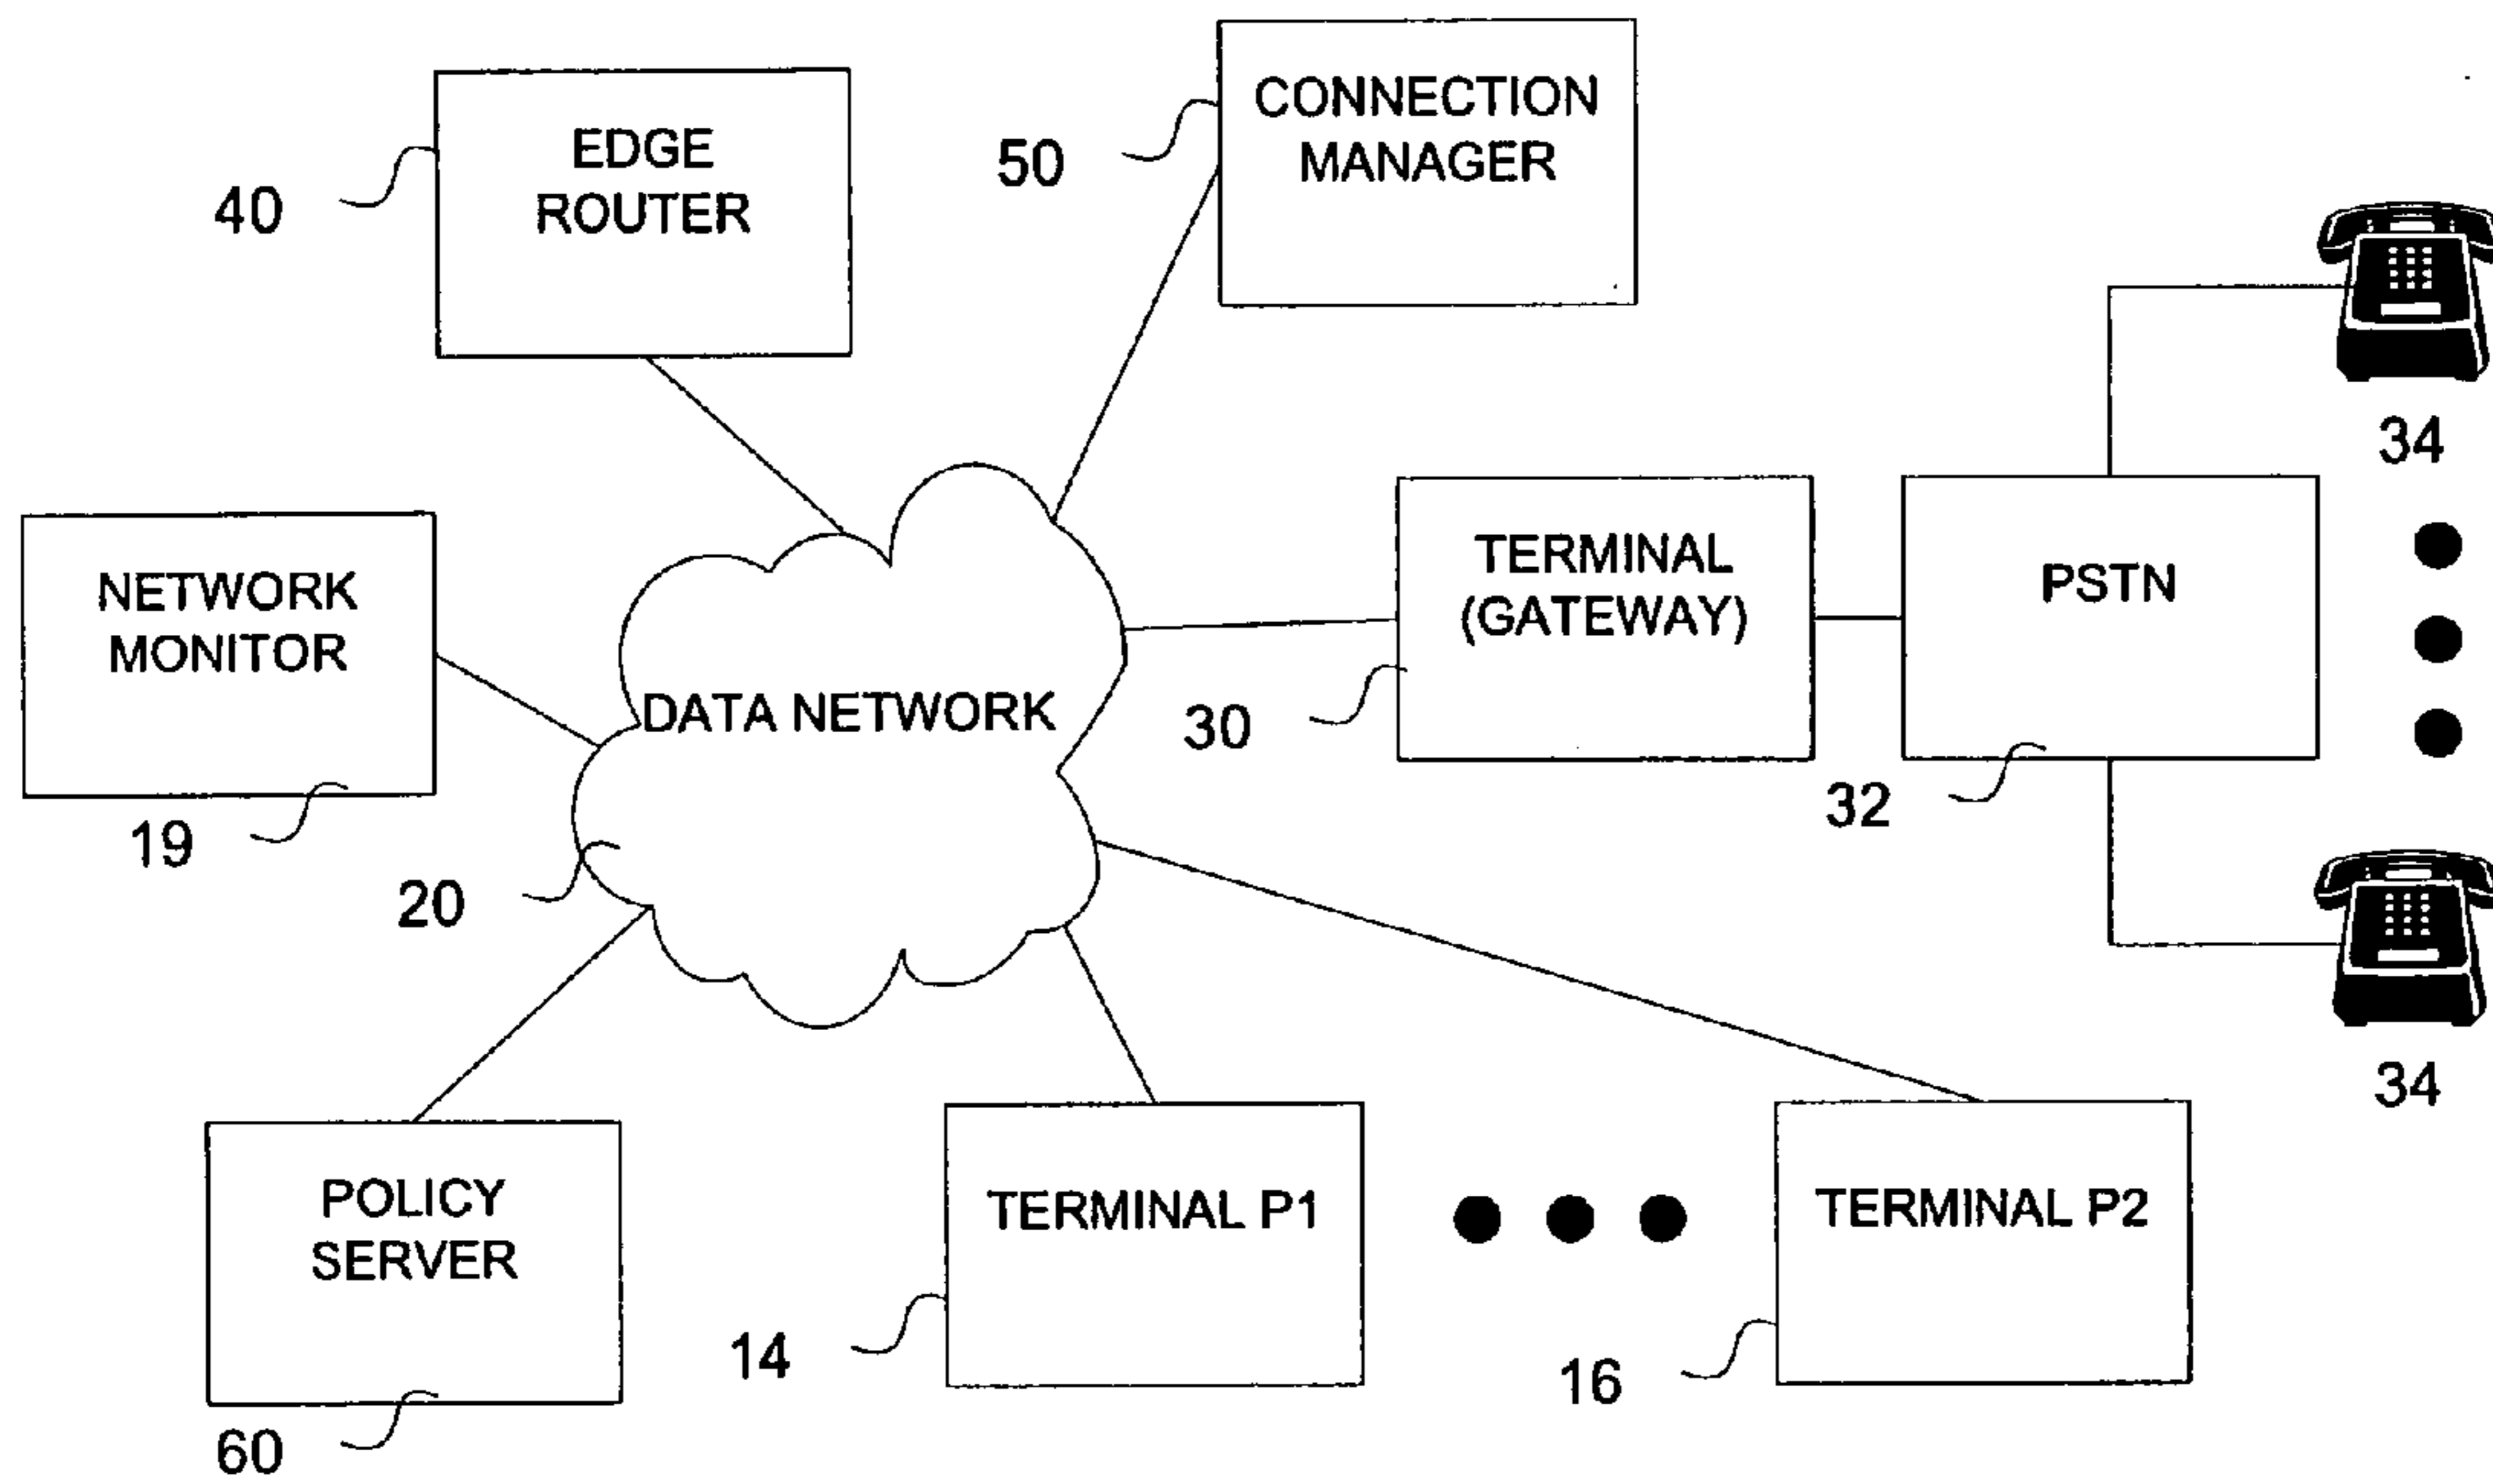 CONNECTION
MANAGER
50
EDGE
ROUTER
40
34
NETWORK
MONITOR
19
DATA NETWORK
20
TERMINAL
(GATEWAY)
30
PSTN
32
34
POLICY
SERVER
60
TERMINAL P1
14
TERMINAL P2
16